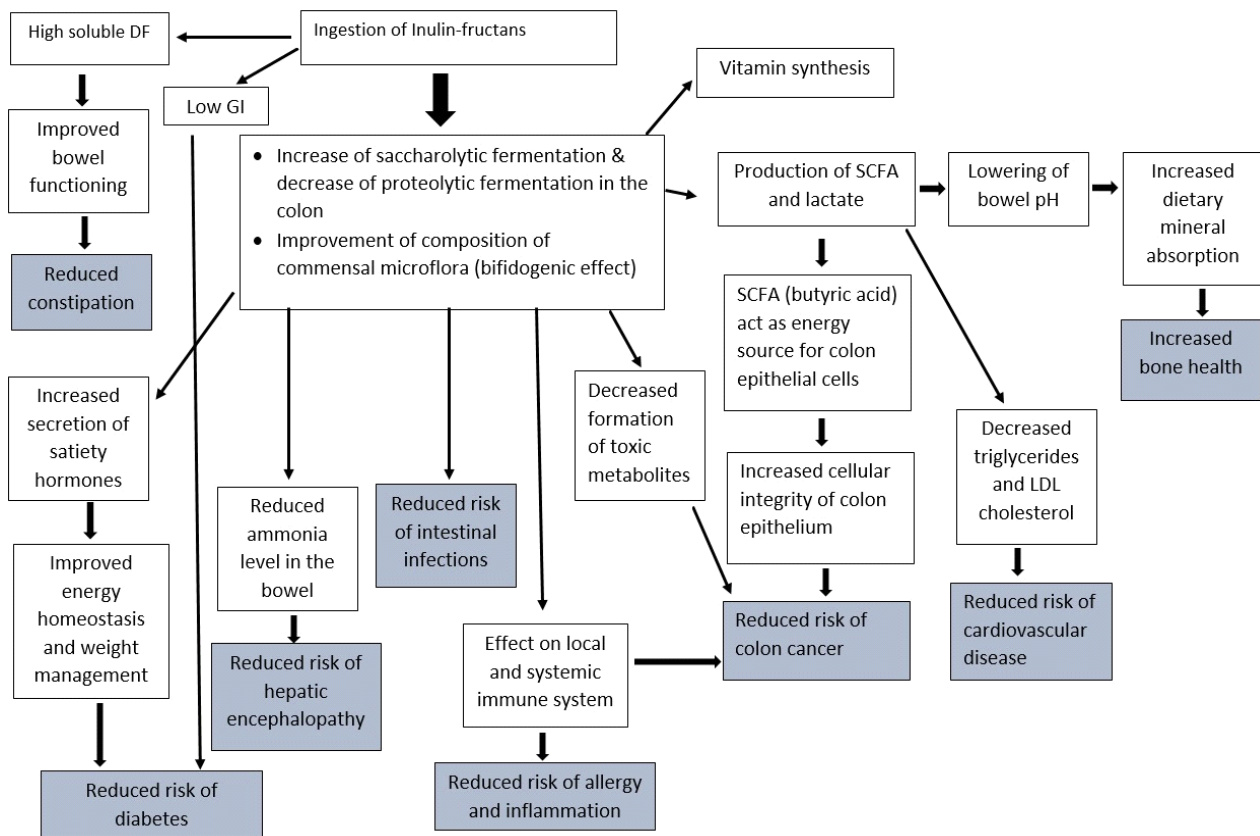 High soluble DF
Ingestion of Inulin-fructans
Vitamin synthesis
Low GI
Improved
bowel
functioning
• Increase of saccharolytic fermentation &
decrease of proteolytic fermentation in the
colon
• Improvement of composition of
commensal microflora (bifidogenic effect)
Production of SCFA
and lactate
Lowering of
bowel pH
Increased
dietary
mineral
absorption
Reduced
constipation
SCFA (butyric acid)
act as energy
source for colon
epithelial cells
Increased
bone health
Increased
secretion of
satiety
hormones
Decreased
formation
of toxic
metabolites
Decreased
triglycerides
and LDL
cholesterol
Increased cellular
integrity of colon
epithelium
Reduced
ammonia
level in the
bowel
Reduced risk
of intestinal
infections
Improved
energy
homeostasis
and weight
management
Reduced risk of
hepatic
encephalopathy
Effect on local
and systemic
immune system
Reduced risk of
colon cancer
Reduced risk of
cardiovascular
disease
Reduced risk of
diabetes
Reduced risk of allergy
and inflammation